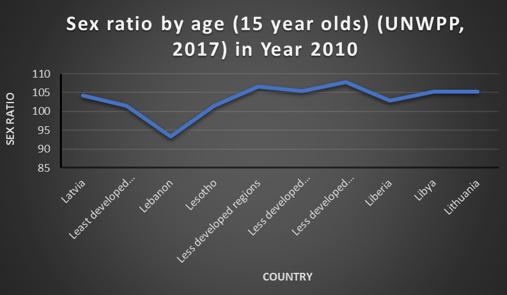 Sex ratio by age (15 year olds) (UNWPP,
2017) in Year 2010
SEX RATIO
110
105
100
95
90
85
Latvia
Least developed...
Lebanon
Lesotho
Less developed regions
Less developed...
Less developed...
Liberia
Libya
Lithuania
COUNTRY